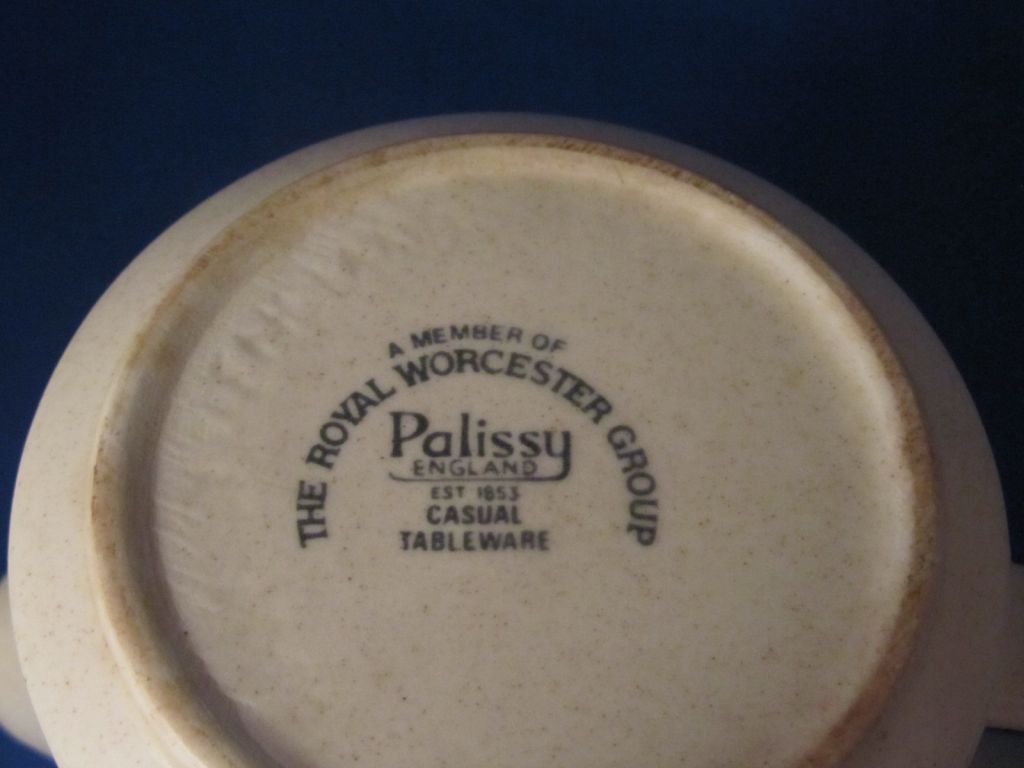 A MEMBER OF
THE ROYAL WORCESTER GROUP
Palissy
ENGLAND
EST 1853
CASUAL
TABLEWARE